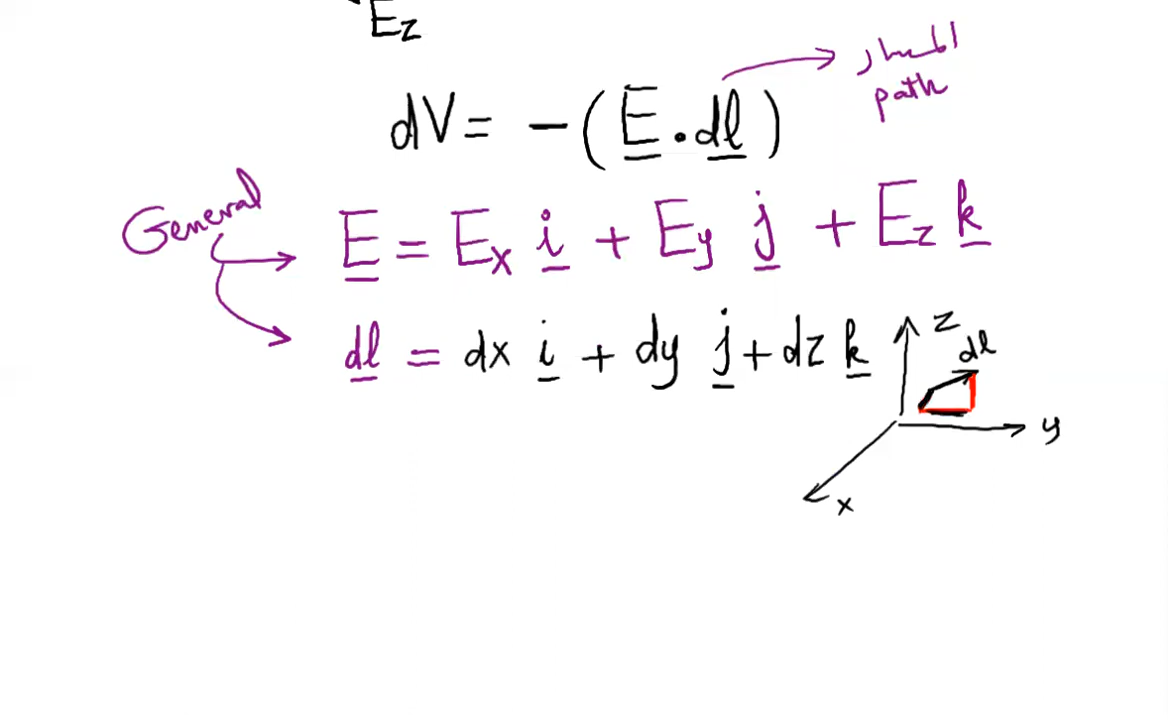 Ez
dV = - ( E . dl )
المسار
path
General
E = Ex i + Ey j + Ez k
dl = dx i + dy j + dz k
z
dl
y
x